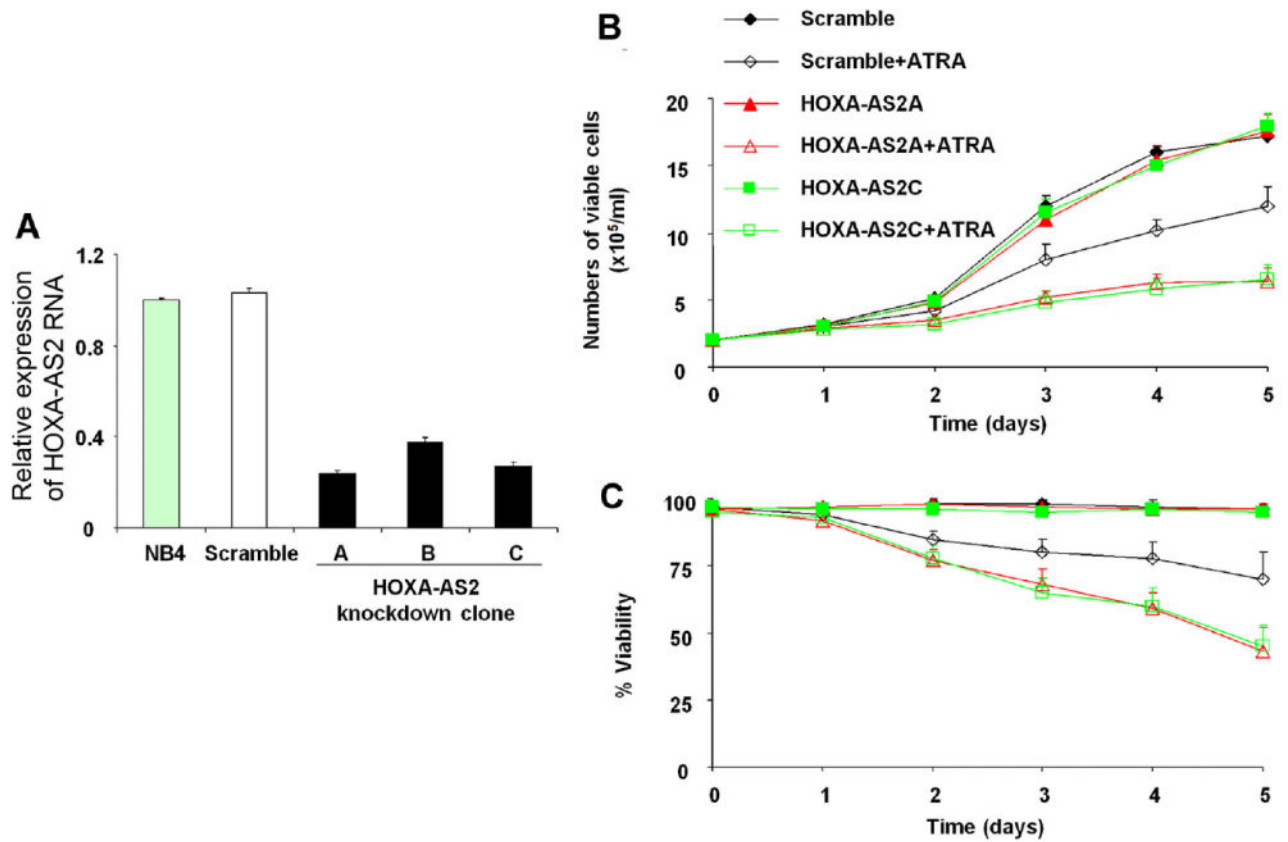 A
Relative expression
of HOXA-AS2 RNA
1.2
0.8
0.4
0
NB4
Scramble
A
B
C
HOXA-AS2
knockdown clone
B
Scramble
Scramble+ATRA
HOXA-AS2A
HOXA-AS2A+ATRA
HOXA-AS2C
HOXA-AS2C+ATRA
Numbers of viable cells
(x10⁵/ml)
20
15
10
5
0
0
1
2
3
4
5
Time (days)
C
% Viability
100
75
50
25
0
0
1
2
3
4
5
Time (days)